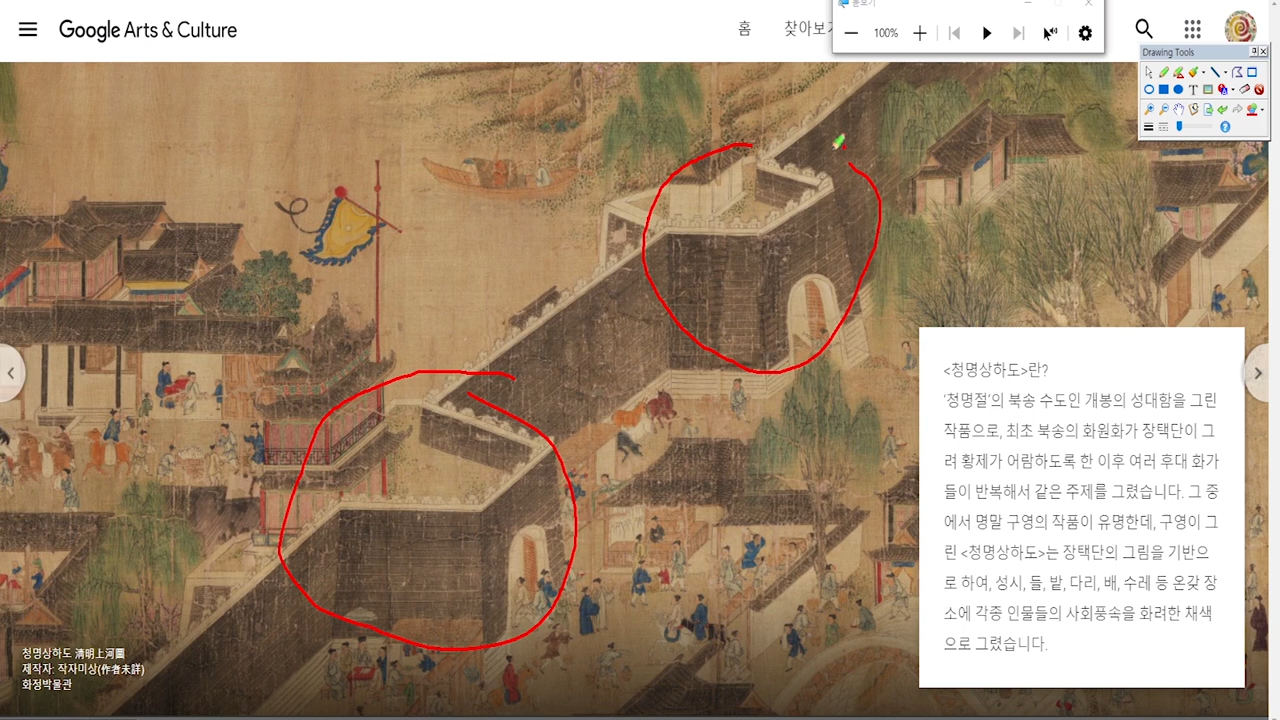 돋보기
Google Arts & Culture
홈
찾아보기
100%
Drawing Tools
<청명상하도>란?
'청명절'의 북송 수도인 개봉의 성대함을 그린
작품으로, 최초 북송의 화원화가 장택단이 그
려 황제가 어람하도록 한 이후 여러 후대 화가
들이 반복해서 같은 주제를 그렸습니다. 그 중
에서 명말 구영의 작품이 유명한데, 구영이 그
린 <청명상하도>는 장택단의 그림을 기반으
로 하여, 성시, 들, 밭, 다리, 배, 수레 등 온갖 장
소에 각종 인물들의 사회풍속을 화려한 채색
으로 그렸습니다.
청명상하도 淸明上河圖
제작자: 작자미상(作者未詳)
화정박물관